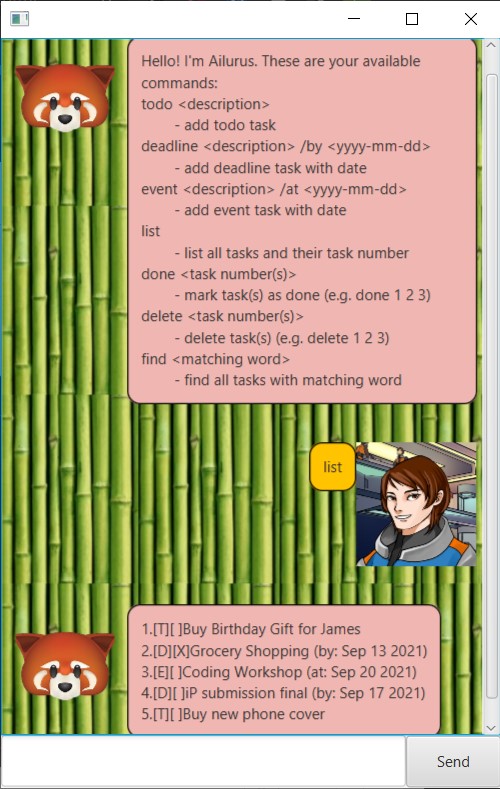 Hello! I'm Ailurus. These are your available
commands:
todo <description>
- add todo task
deadline <description> /by <yyyy-mm-dd>
- add deadline task with date
event <description> /at <yyyy-mm-dd>
- add event task with date
list
- list all tasks and their task number
done <task number(s)>
- mark task(s) as done (e.g. done 1 2 3)
delete <task number(s)>
- delete task(s) (e.g. delete 1 2 3)
find <matching word>
- find all tasks with matching word
list
1.[T][ ]Buy Birthday Gift for James
2.[D][X]Grocery Shopping (by: Sep 13 2021)
3.[E][ ]Coding Workshop (at: Sep 20 2021)
4.[D][ ]iP submission final (by: Sep 17 2021)
5.[T][ ]Buy new phone cover
Send